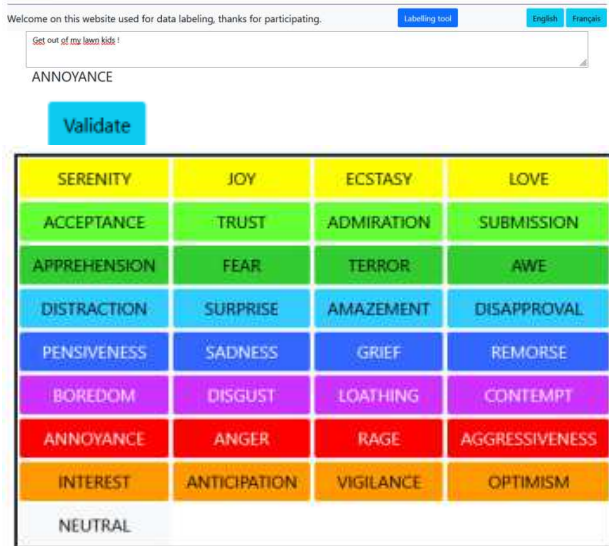 Welcome on this website used for data labeling, thanks for participating. Labelling tool English Français
Get out of my lawn kids !
ANNOYANCE
Validate
SERENITY JOY ECSTASY LOVE
ACCEPTANCE TRUST ADMIRATION SUBMISSION
APPREHENSION FEAR TERROR AWE
DISTRACTION SURPRISE AMAZEMENT DISAPPROVAL
PENSIVENESS SADNESS GRIEF REMORSE
BOREDOM DISGUST LOATHING CONTEMPT
ANNOYANCE ANGER RAGE AGGRESSIVENESS
INTEREST ANTICIPATION VIGILANCE OPTIMISM
NEUTRAL